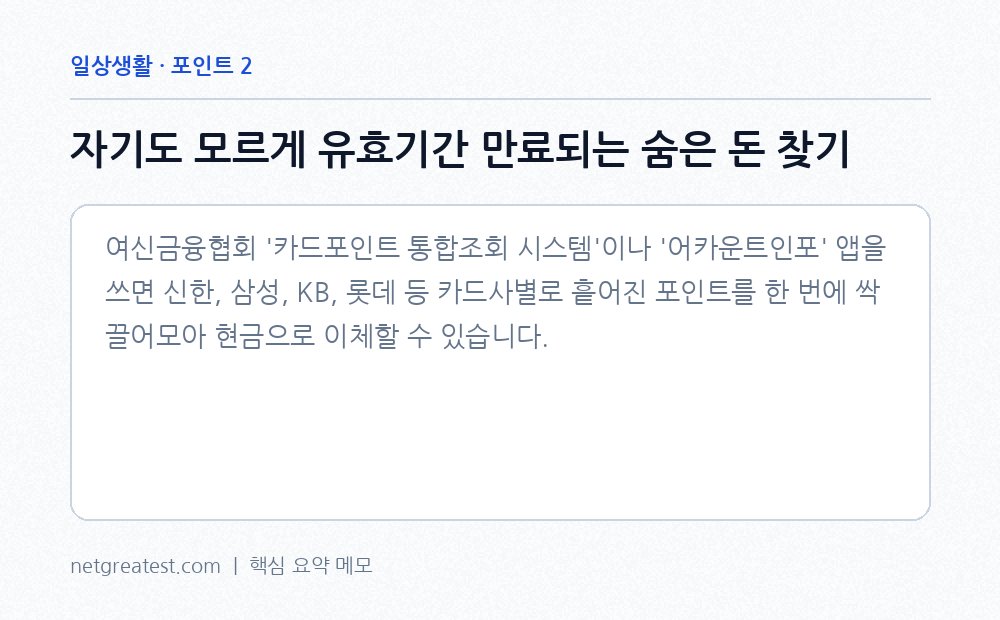 일상생활 · 포인트 2
자기도 모르게 유효기간 만료되는 숨은 돈 찾기
여신금융협회 '카드포인트 통합조회 시스템'이나 '어카운트인포' 앱을
쓰면 신한, 삼성, KB, 롯데 등 카드사별로 흩어진 포인트를 한 번에 싹
끌어모아 현금으로 이체할 수 있습니다.
netgreatest.com | 핵심 요약 메모